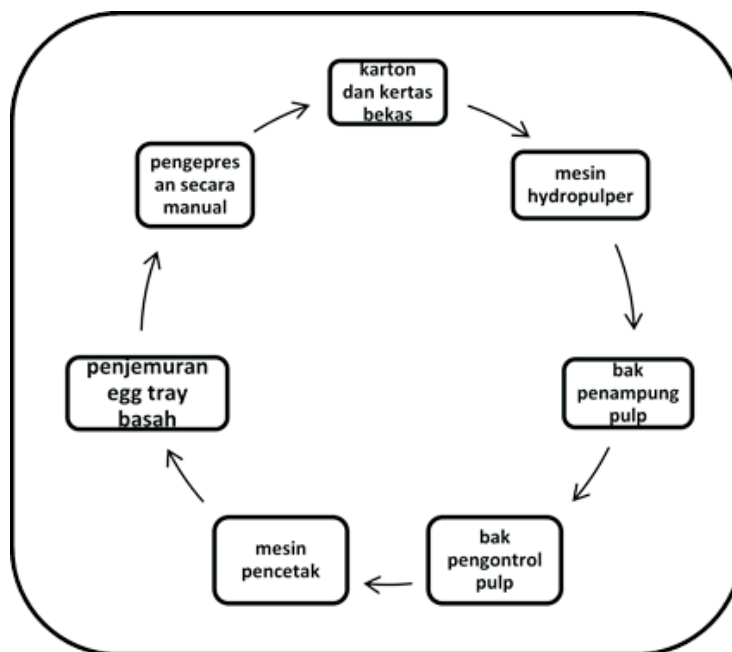 karton
dan kertas
bekas
mesin
hydropulper
bak
penampung
pulp
bak
pengontrol
pulp
mesin
pencetak
penjemuran
egg tray
basah
pengepres
an secara
manual